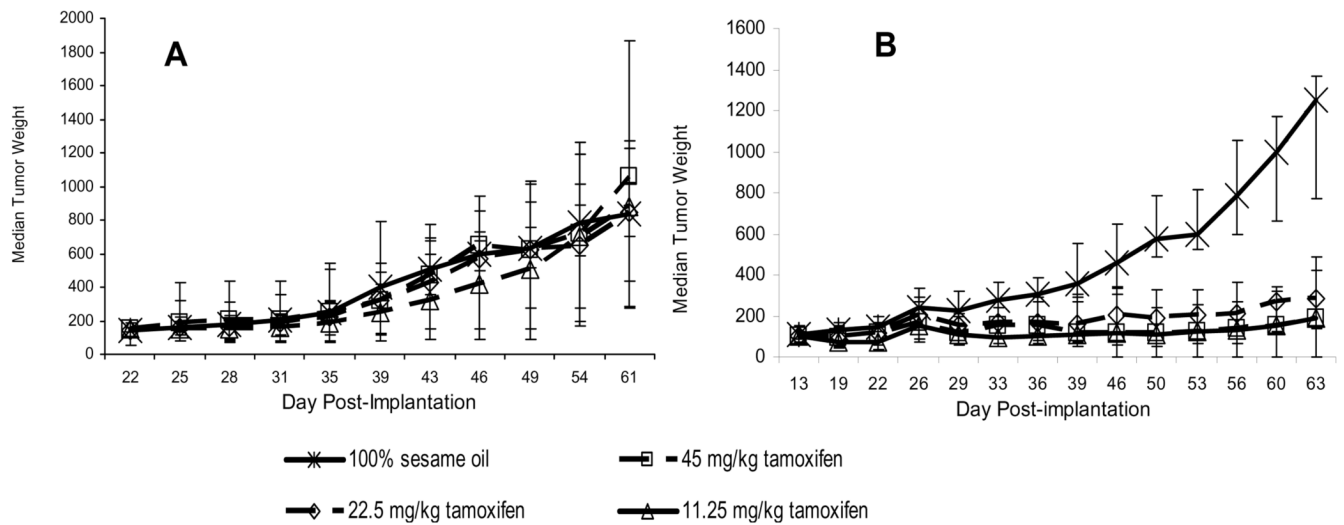 A
Median Tumor Weight
2000
1800
1600
1400
1200
1000
800
600
400
200
0
22 25 28 31 35 39 43 46 49 54 61
Day Post-Implantation
B
Median Tumor Weight
1600
1400
1200
1000
800
600
400
200
0
13 19 22 26 29 33 36 39 46 50 53 56 60 63
Day Post-implantation
100% sesame oil
45 mg/kg tamoxifen
22.5 mg/kg tamoxifen
11.25 mg/kg tamoxifen